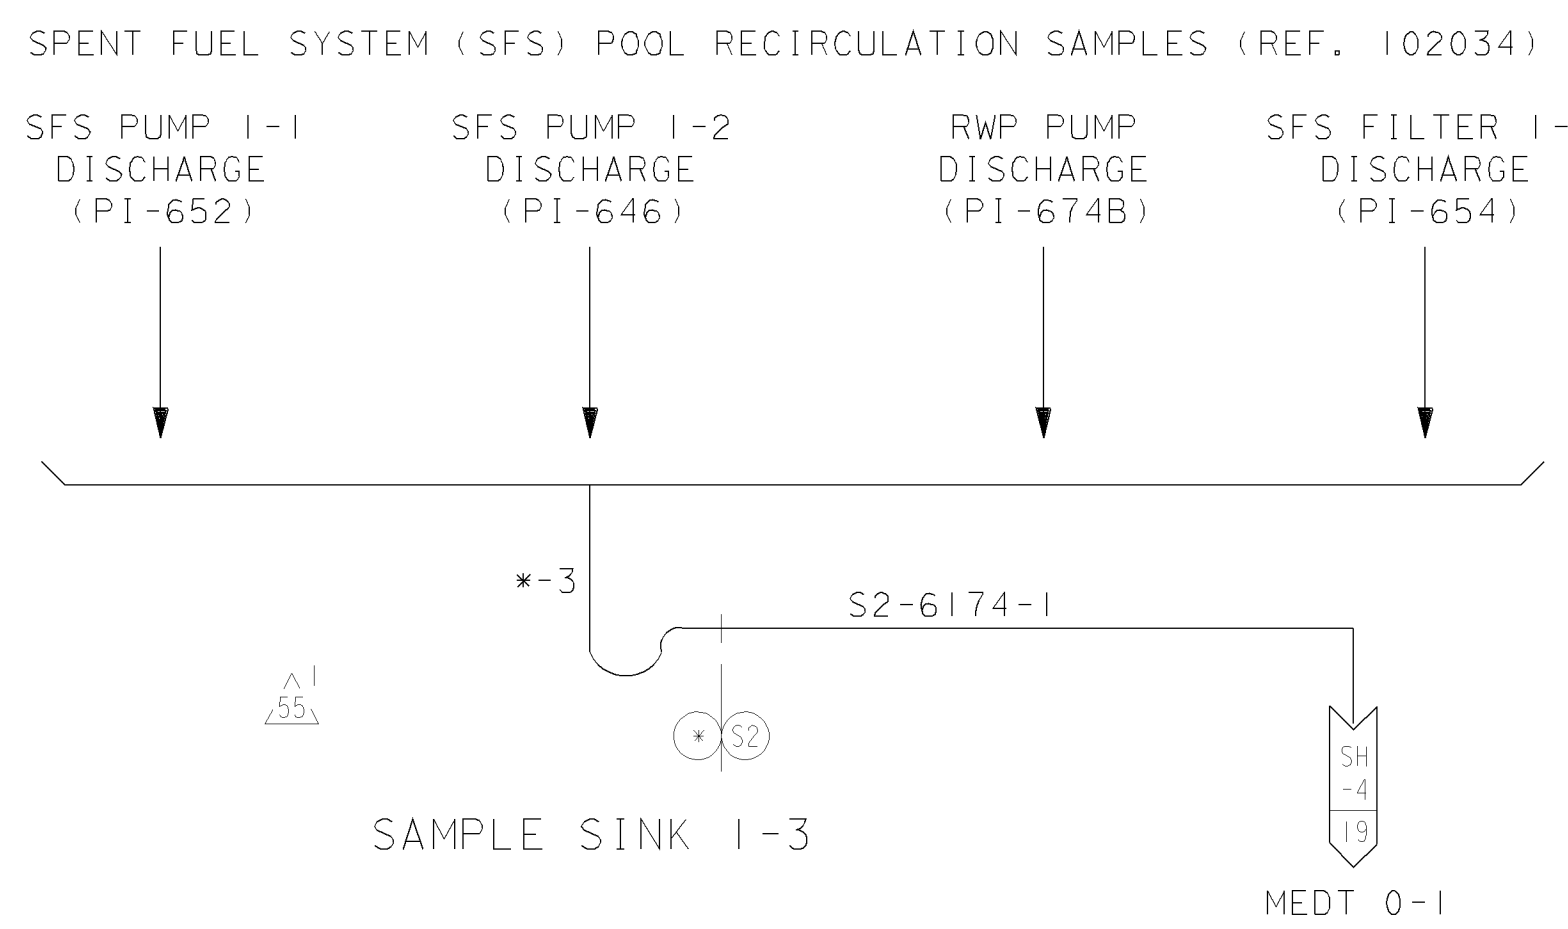 SPENT FUEL SYSTEM (SFS) POOL RECIRCULATION SAMPLES (REF. 102034)
SFS PUMP 1-1
DISCHARGE
(PI-652)
SFS PUMP 1-2
DISCHARGE
(PI-646)
RWP PUMP
DISCHARGE
(PI-674B)
SFS FILTER 1-
DISCHARGE
(PI-654)
*-3
S2-6174-1
1
55
* S2
SH
-4
19
SAMPLE SINK 1-3
MEDT 0-1